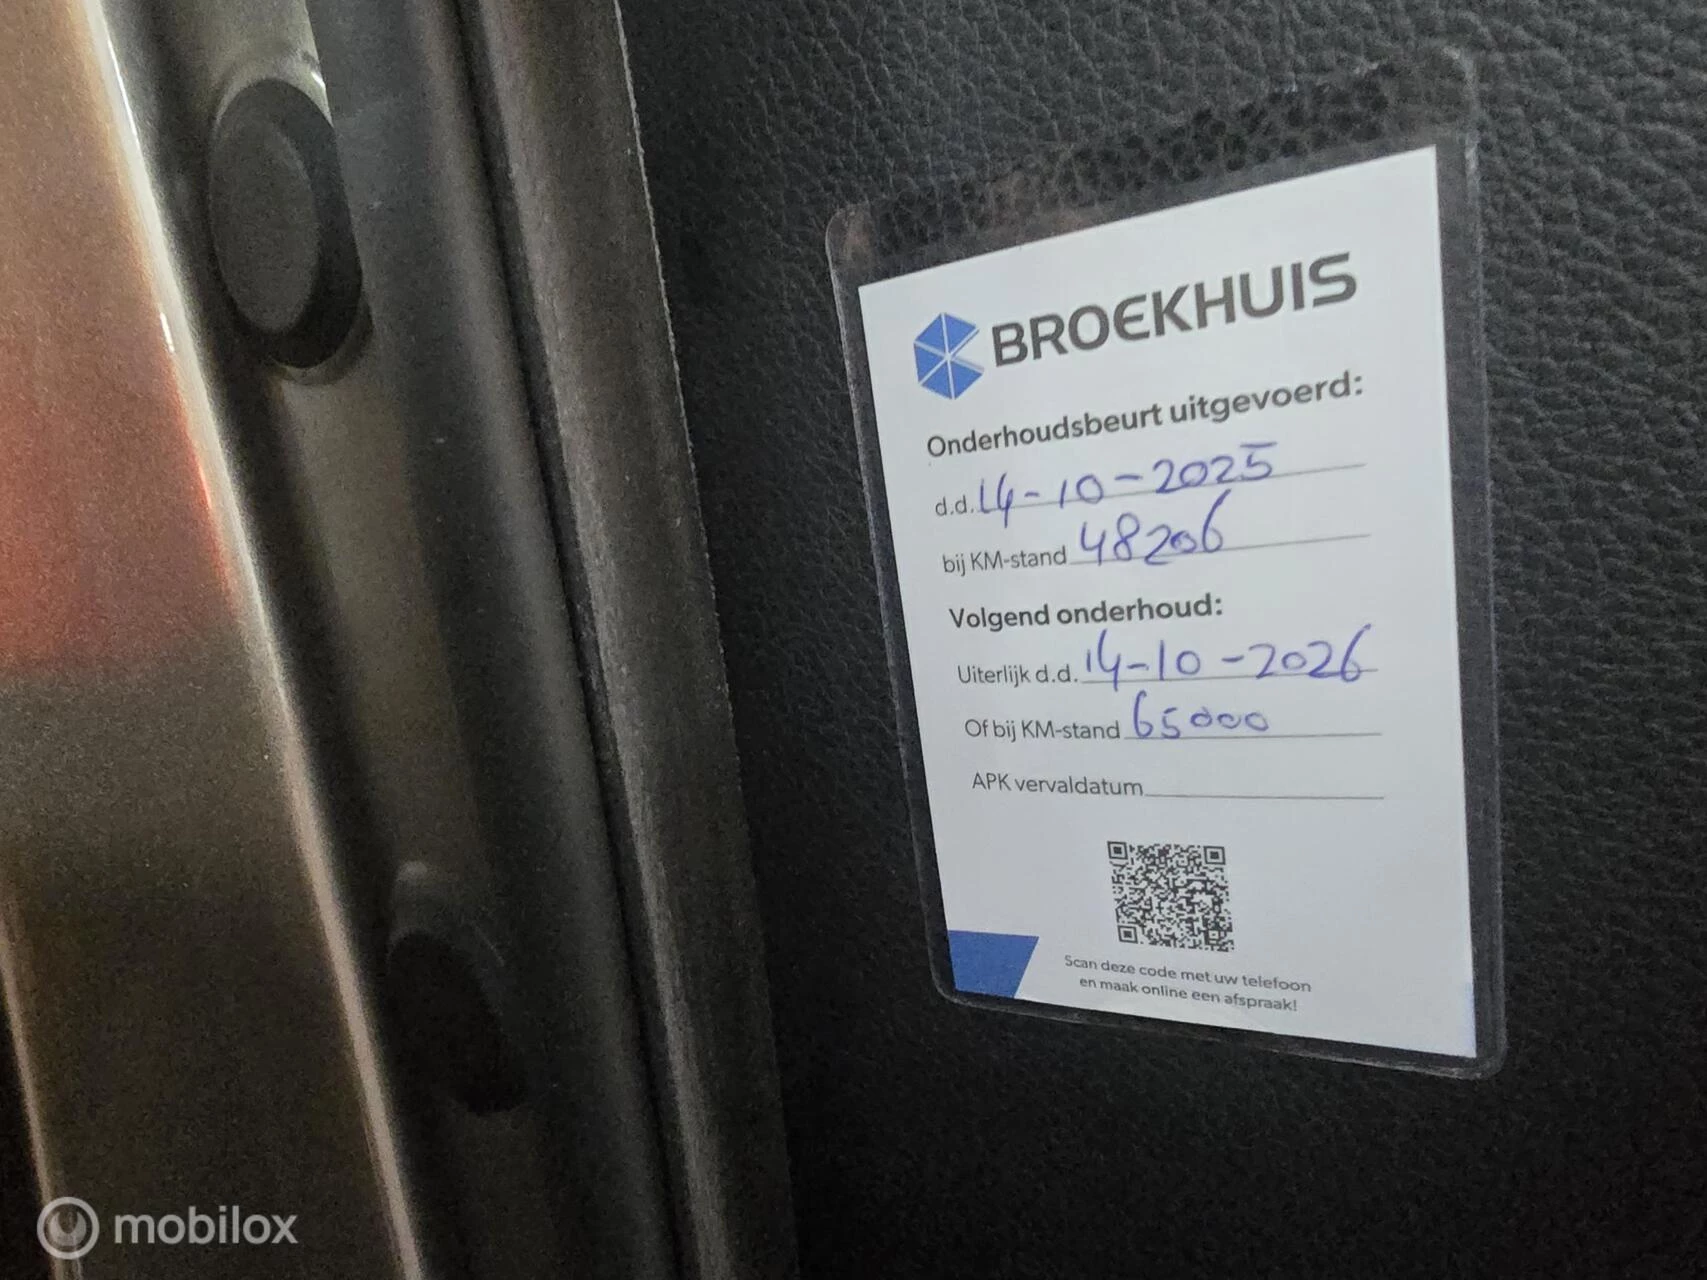 BROEKHUIS
Onderhoudsbeurt uitgevoerd:
d.d. 14-10-2025
bij KM-stand 48206
Volgend onderhoud:
Uiterlijk d.d. 14-10-2026
Of bij KM-stand 65000
APK vervaldatum
Scan deze code met uw telefoon
en maak online een afspraak!
mobilox